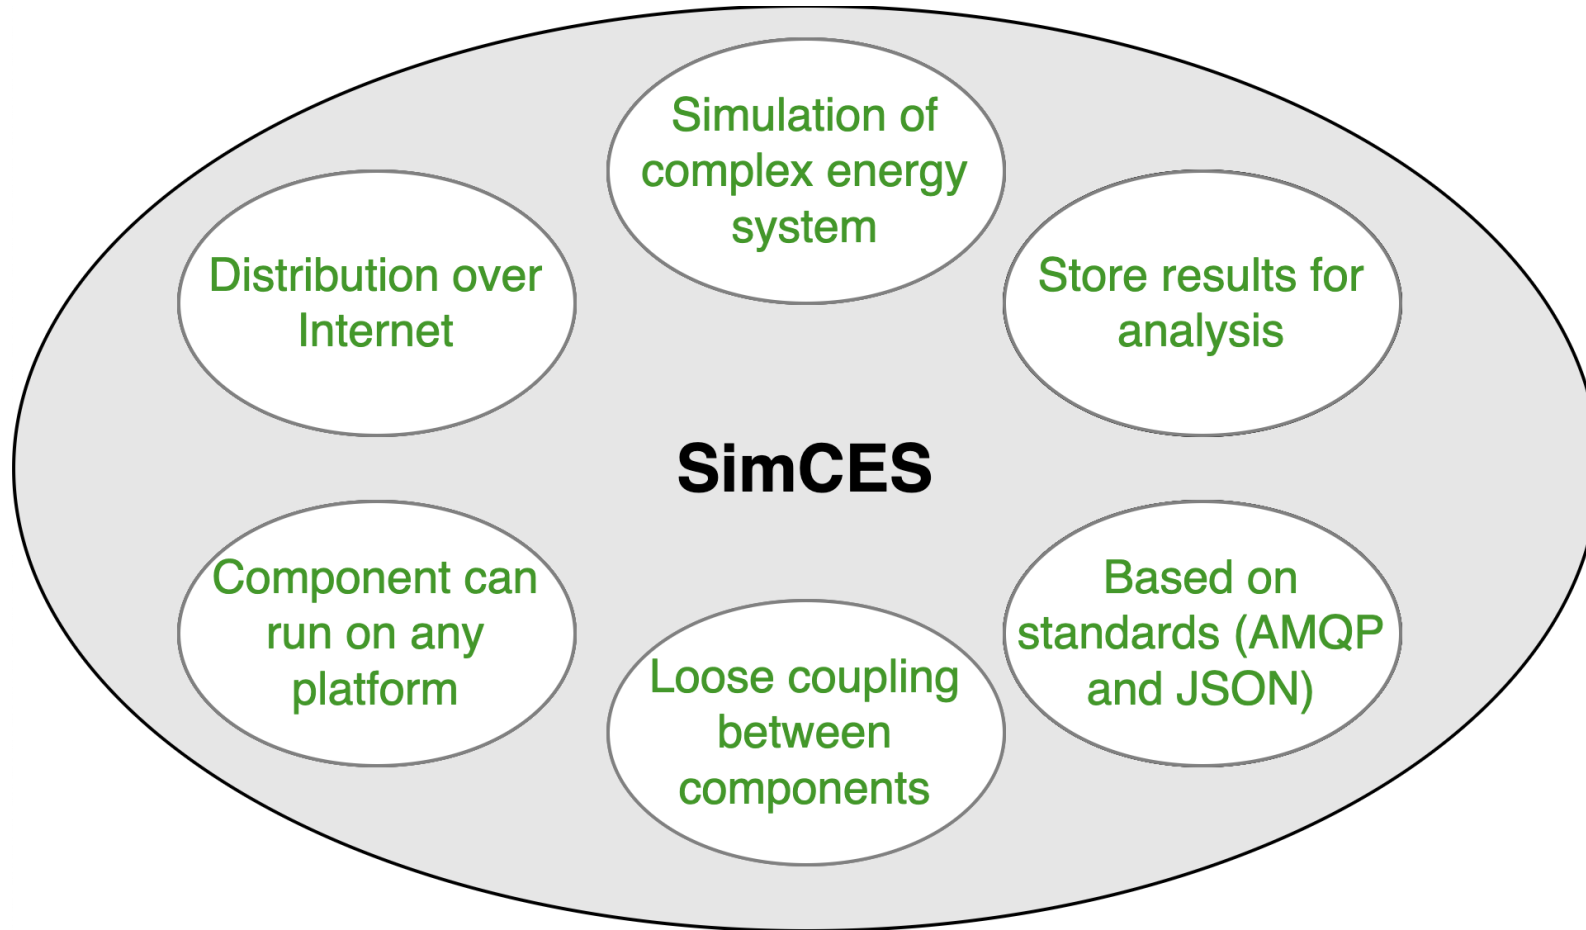 Simulation of
complex energy
system
Distribution over
Internet
Store results for
analysis
SimCES
Component can
run on any
platform
Loose coupling
between
components
Based on
standards (AMQP
and JSON)